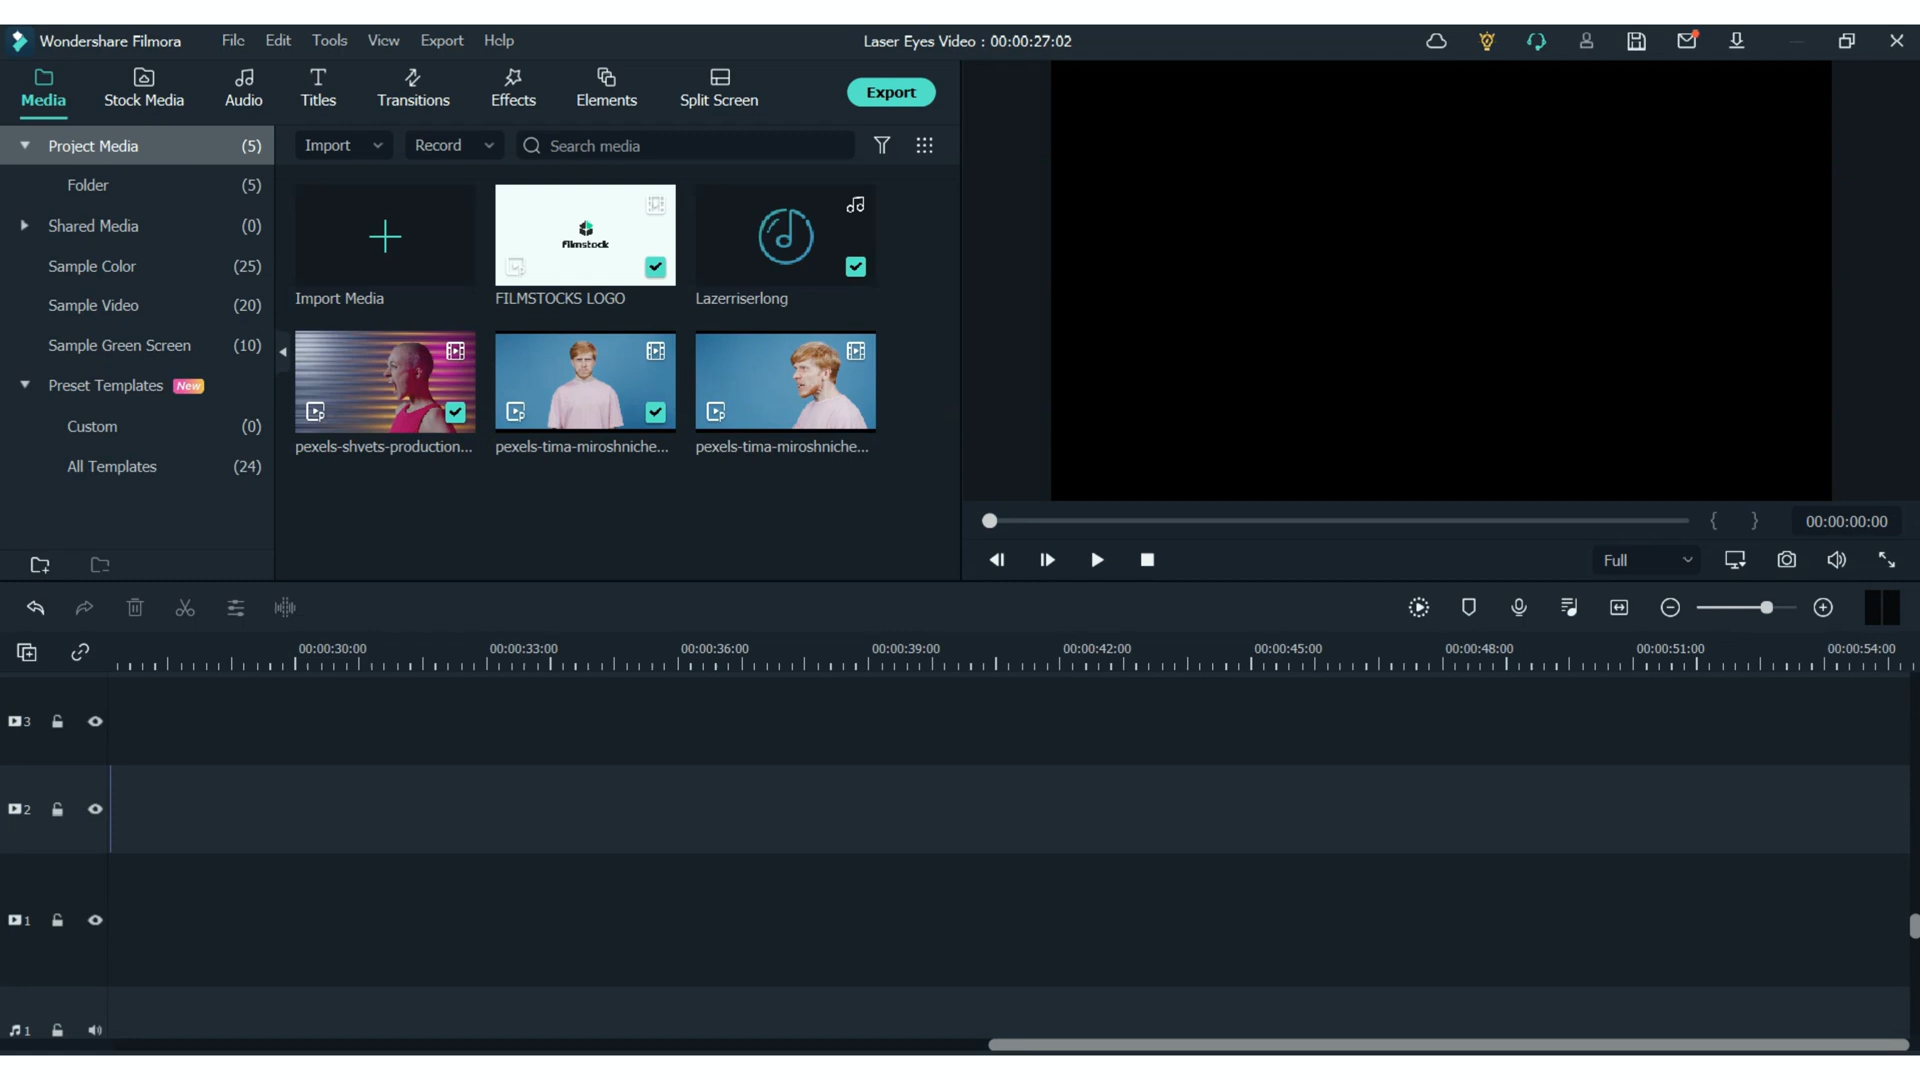 Wondershare Filmora File Edit Tools View Export Help Laser Eyes Video : 00:00:27:02
Media Stock Media Audio Titles Transitions Effects Elements Split Screen Export
Project Media (5)
Folder (5)
Shared Media (0)
Sample Color (25)
Sample Video (20)
Sample Green Screen (10)
Preset Templates New
Custom (0)
All Templates (24)
Import Record Search media
filmstock
Import Media FILMSTOCKS LOGO Lazerriserlong
pexels-shvets-production... pexels-tima-miroshniche... pexels-tima-miroshniche...
{ } 00:00:00:00
Full
00:00:30:00 00:00:33:00 00:00:36:00 00:00:39:00 00:00:42:00 00:00:45:00 00:00:48:00 00:00:51:00 00:00:54:00
3
2
1
1